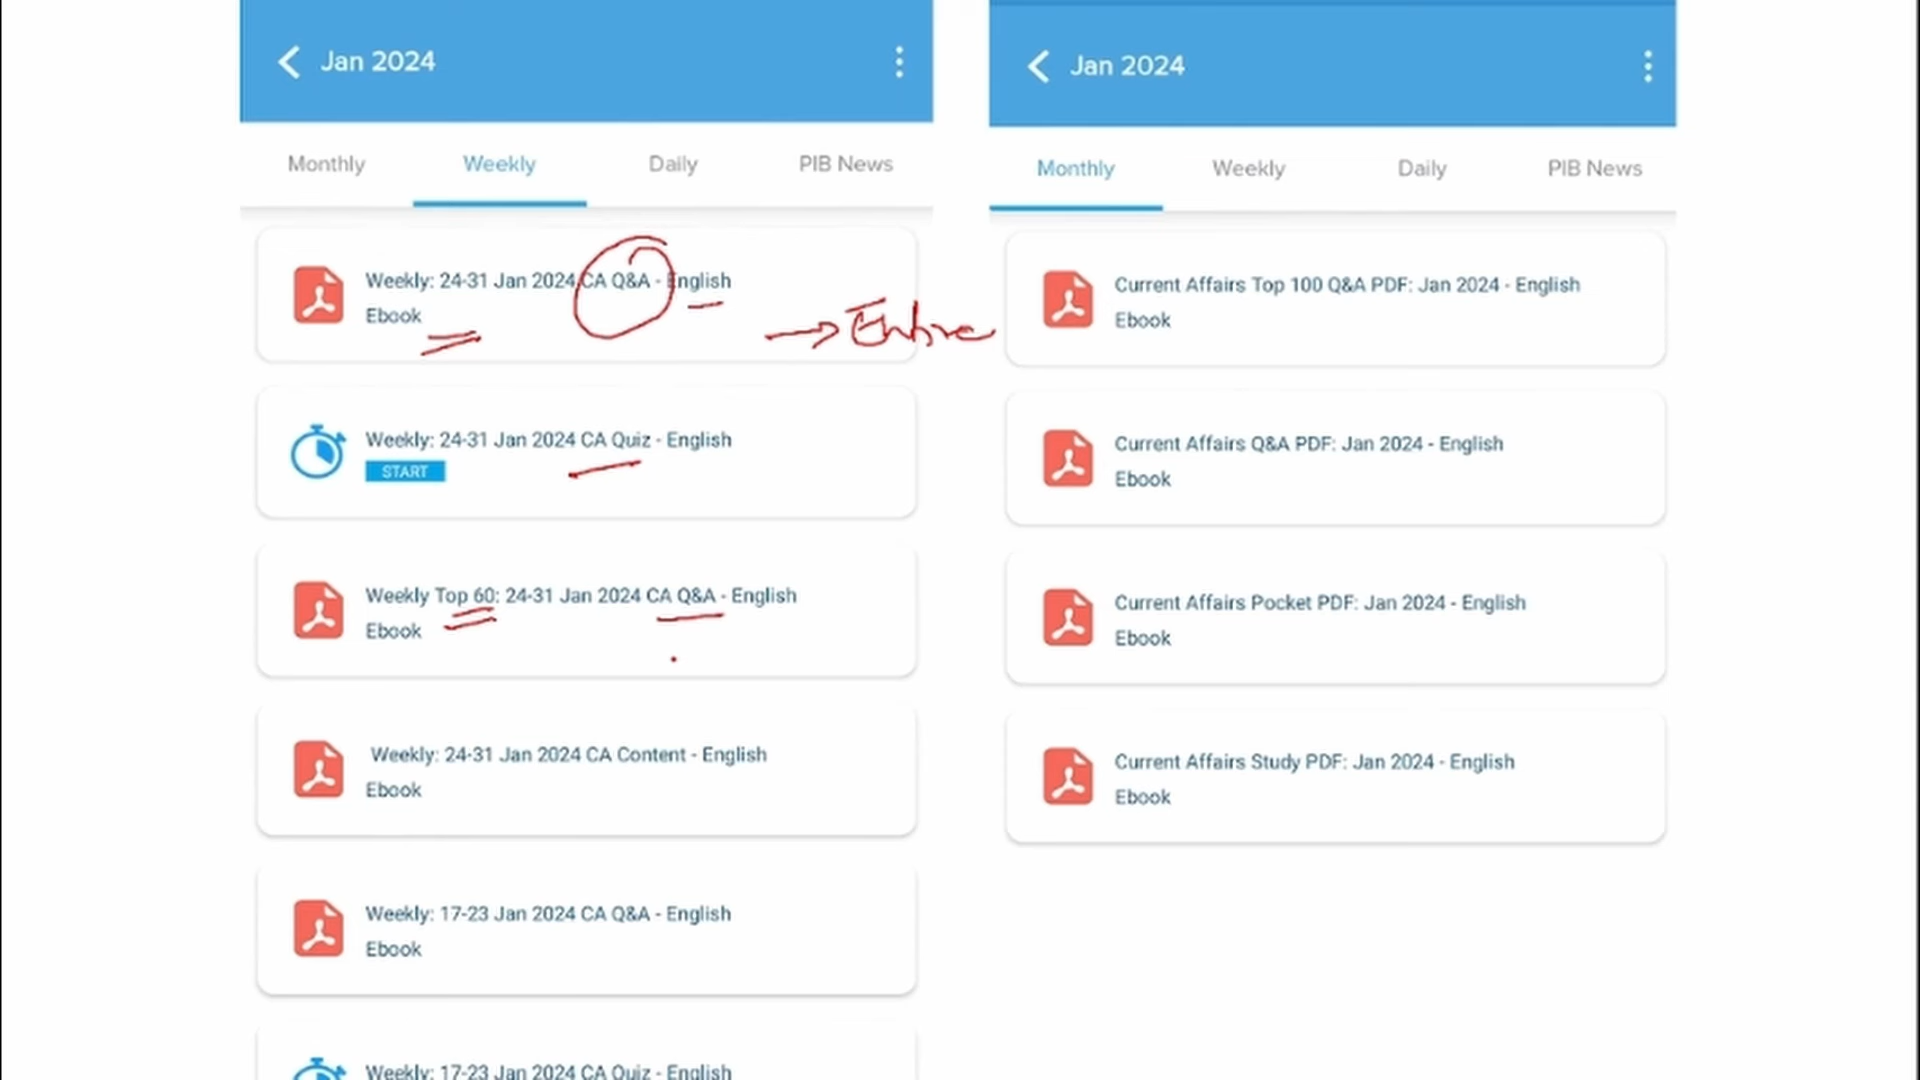 Jan 2024
Monthly Weekly Daily PIB News
Weekly: 24-31 Jan 2024 CA Q&A - English
Ebook
→ Entire
Weekly: 24-31 Jan 2024 CA Quiz - English
START
Weekly Top 60: 24-31 Jan 2024 CA Q&A - English
Ebook
Weekly: 24-31 Jan 2024 CA Content - English
Ebook
Weekly: 17-23 Jan 2024 CA Q&A - English
Ebook
Weekly: 17-23 Jan 2024 CA Quiz - English
Jan 2024
Monthly Weekly Daily PIB News
Current Affairs Top 100 Q&A PDF: Jan 2024 - English
Ebook
Current Affairs Q&A PDF: Jan 2024 - English
Ebook
Current Affairs Pocket PDF: Jan 2024 - English
Ebook
Current Affairs Study PDF: Jan 2024 - English
Ebook